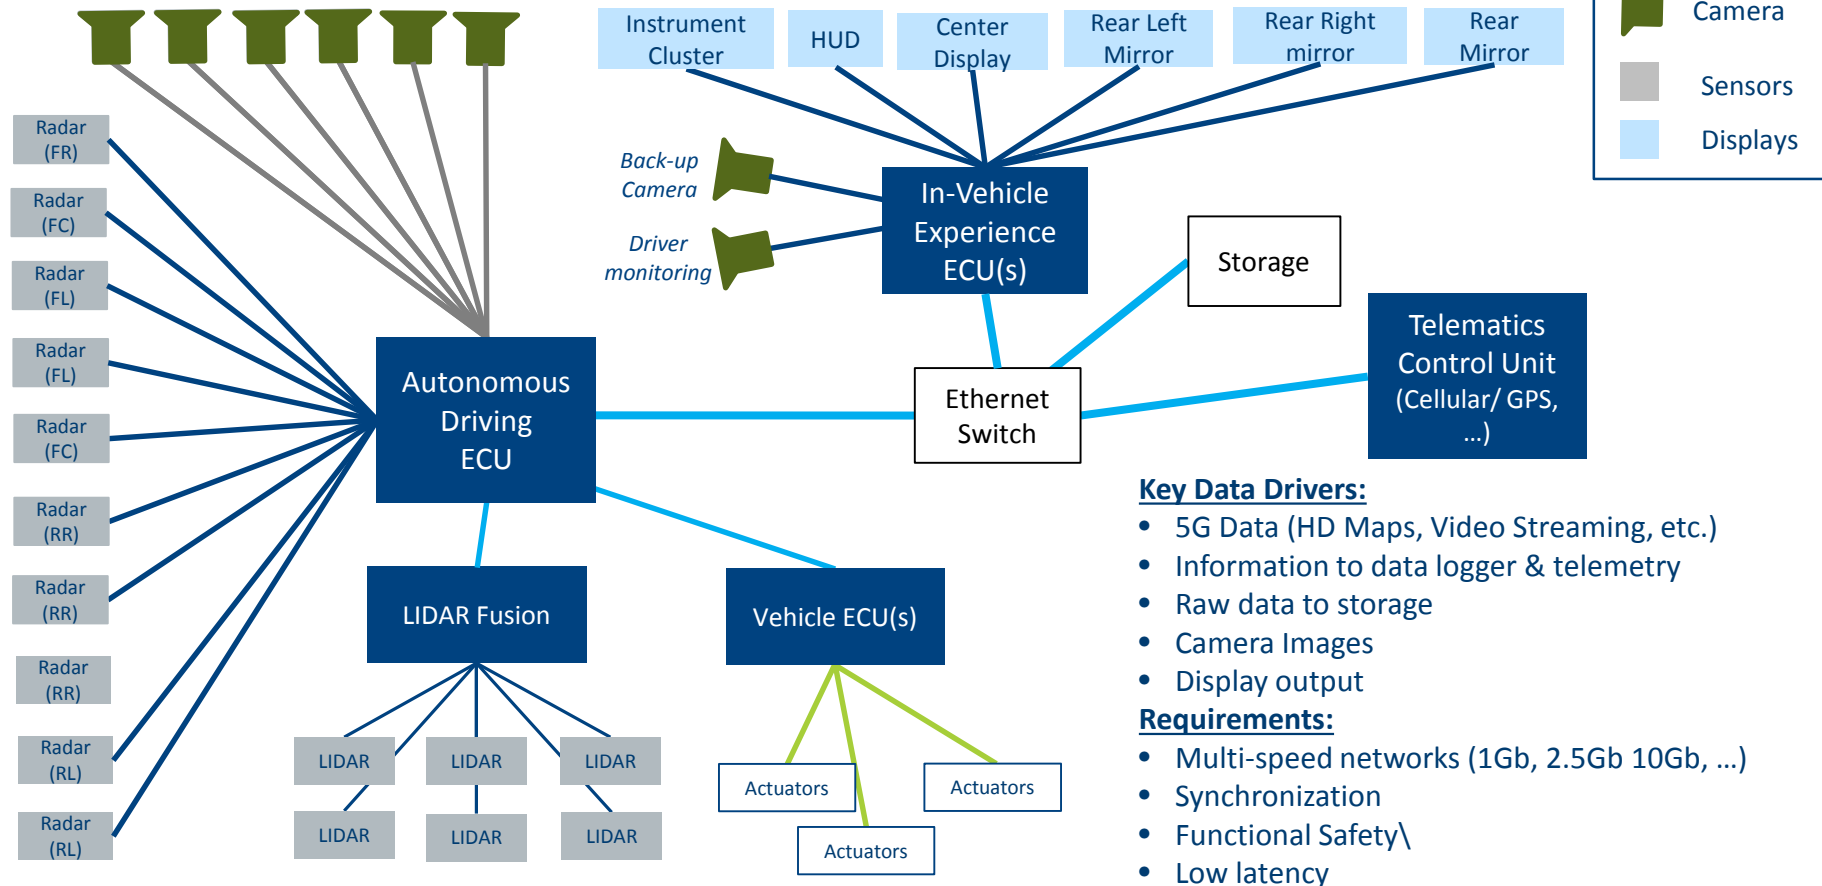 Instrument
Cluster
HUD
Center
Display
Rear Left
Mirror
Rear Right
mirror
Rear
Mirror
Camera
Sensors
Displays
Radar
(FR)
Radar
(FC)
Radar
(FL)
Radar
(FL)
Radar
(FC)
Radar
(RR)
Radar
(RR)
Radar
(RR)
Radar
(RL)
Radar
(RL)
Back-up
Camera
Driver
monitoring
In-Vehicle
Experience
ECU(s)
Storage
Telematics
Control Unit
(Cellular/ GPS,
...)
Autonomous
Driving
ECU
Ethernet
Switch
LIDAR Fusion
Vehicle ECU(s)
LIDAR
LIDAR
LIDAR
LIDAR
LIDAR
LIDAR
Actuators
Actuators
Actuators
Key Data Drivers:
• 5G Data (HD Maps, Video Streaming, etc.)
• Information to data logger & telemetry
• Raw data to storage
• Camera Images
• Display output
Requirements:
• Multi-speed networks (1Gb, 2.5Gb 10Gb, ...)
• Synchronization
• Functional Safety\
• Low latency